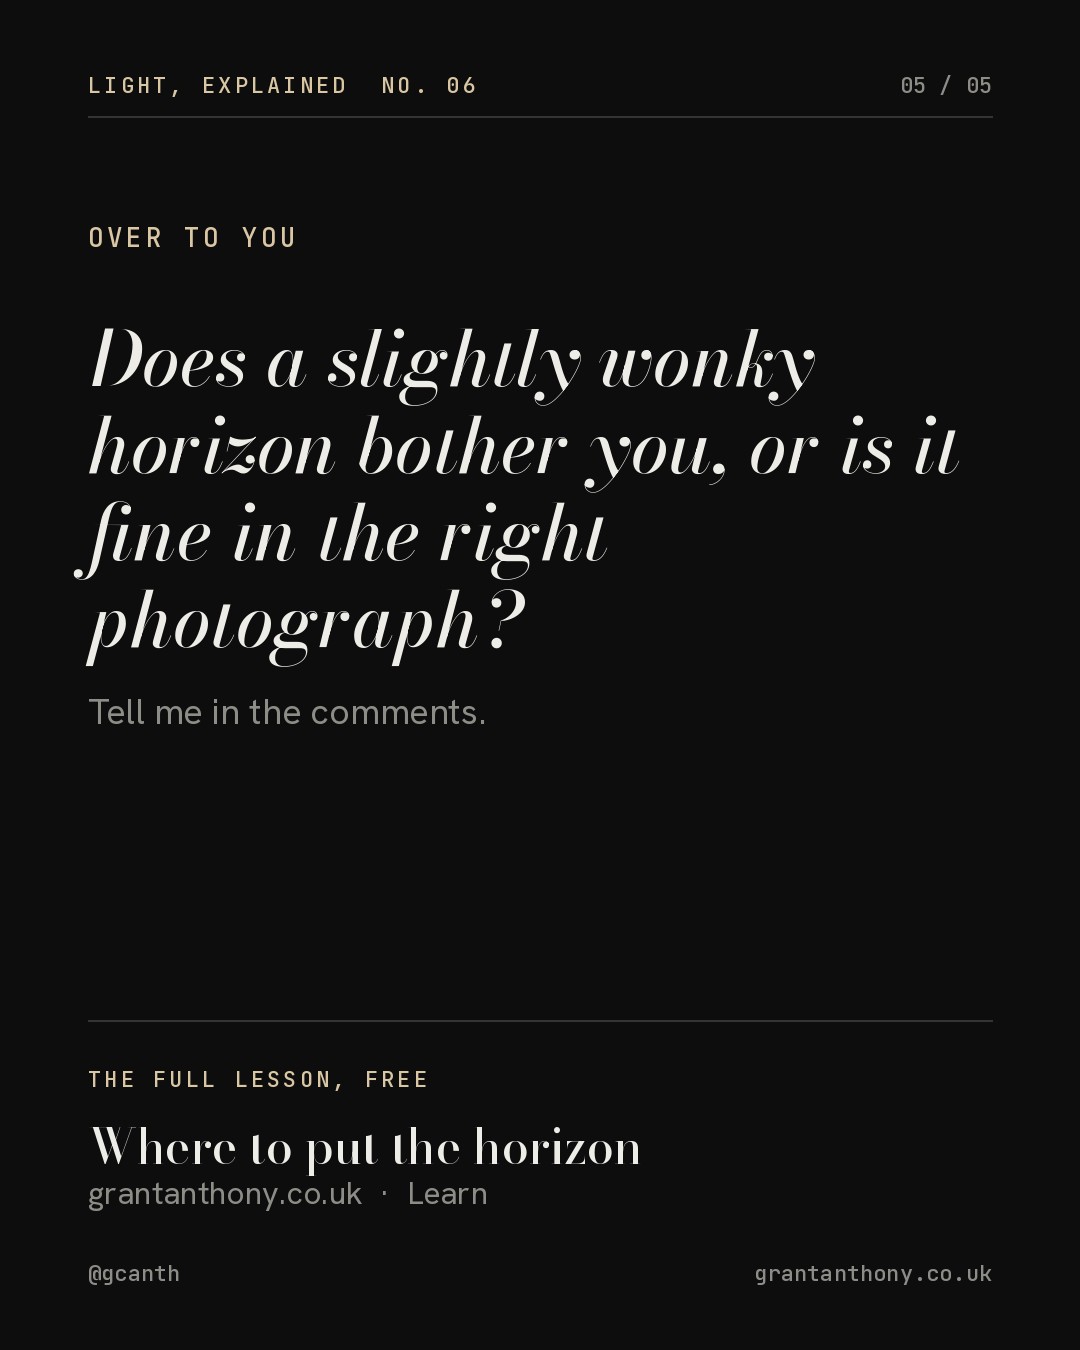 LIGHT, EXPLAINED NO. 06
05 / 05
OVER TO YOU
Does a slightly wonky
horizon bother you, or is it
fine in the right
photograph?
Tell me in the comments.
THE FULL LESSON, FREE
Where to put the horizon
grantanthony.co.uk · Learn
@gcanth
grantanthony.co.uk